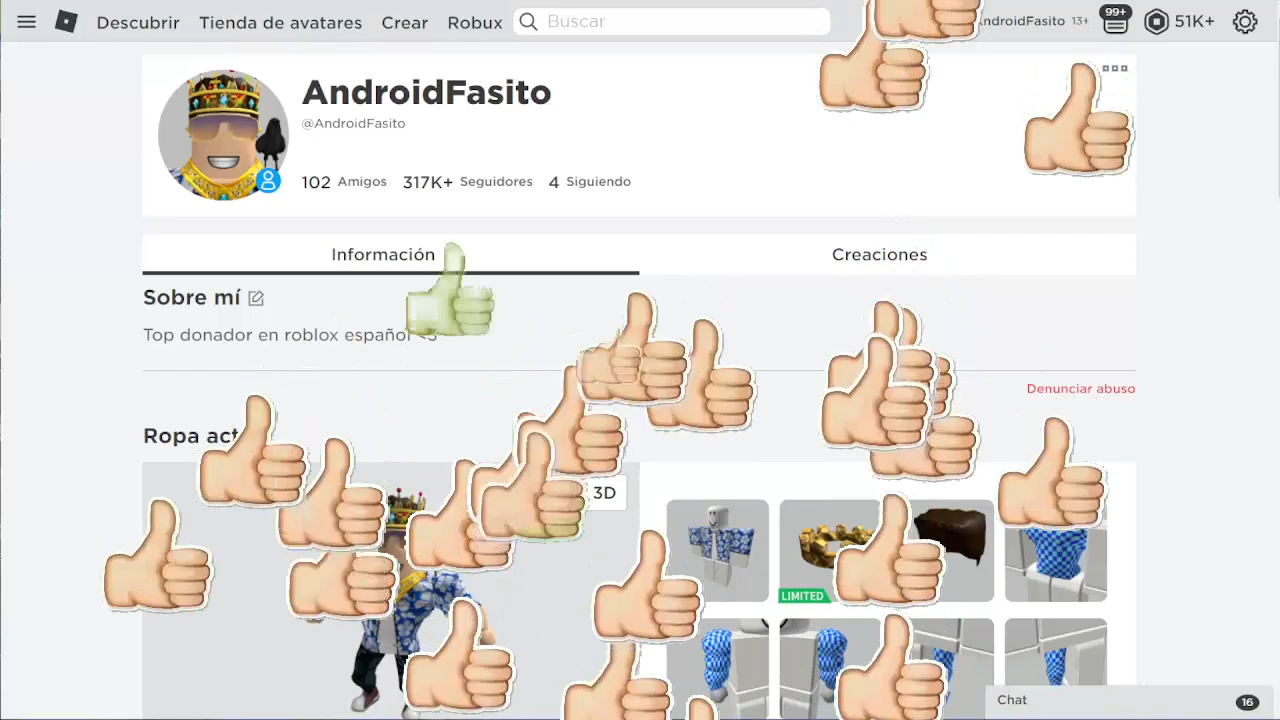 Descubrir Tienda de avatares Crear Robux Buscar AndroidFasito 13+ 99+ 51K+
AndroidFasito
@AndroidFasito
102 Amigos 317K+ Seguidores 4 Siguiendo
Información Creaciones
Sobre mí
Top donador en roblox español <3
Denunciar abuso
Ropa act
3D
LIMITED
Chat 16